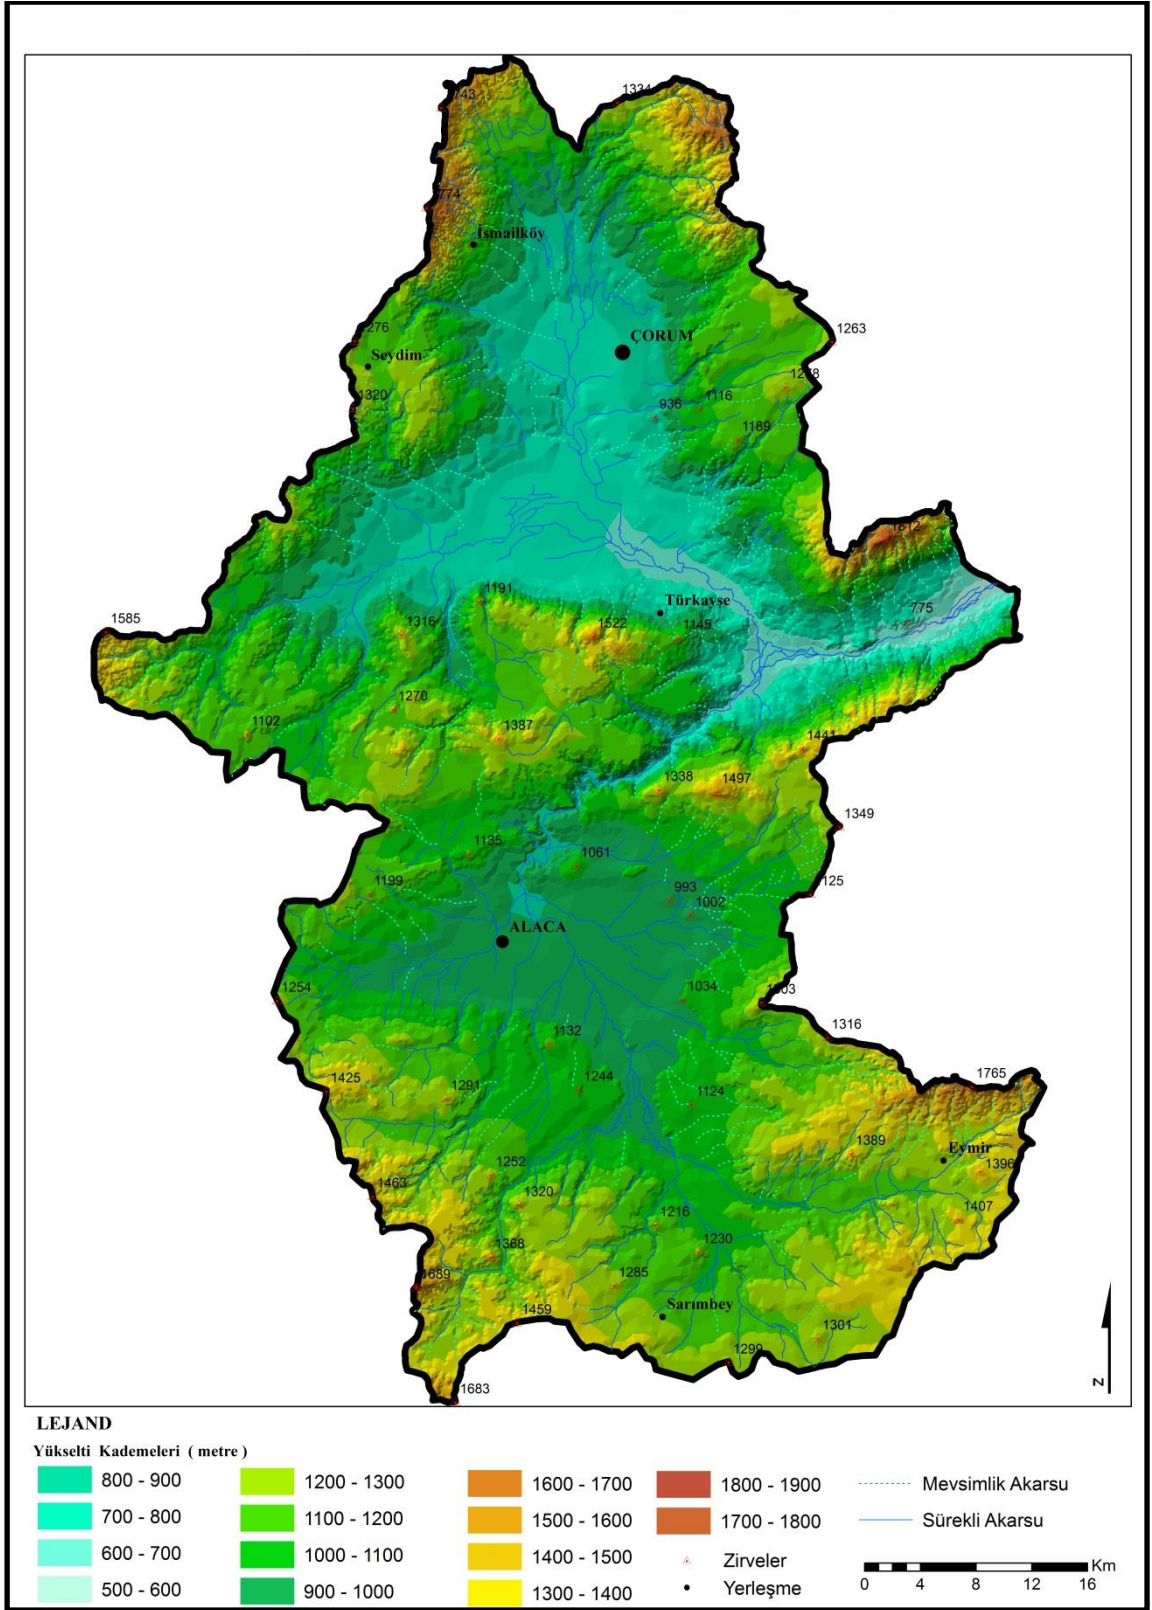 743
1334
774
İsmailköy
1276
ÇORUM
1263
Seydim
1278
1320
936
1116
1189
1812
1191
Türkayşe
775
1585
1316
1522
1145
1270
1102
1387
1441
1338
1497
1349
1135
1061
1199
993
1125
1002
ALACA
1254
1034
1303
1316
1132
1425
1291
1244
1124
1765
1389
Eymir
1396
1252
1463
1320
1407
1216
1368
1230
1689
1285
Sarımbey
1459
1301
1299
1683
N
LEJAND
Yükselti Kademeleri ( metre )
800 - 900
1200 - 1300
1600 - 1700
1800 - 1900
Mevsimlik Akarsu
700 - 800
1100 - 1200
1500 - 1600
1700 - 1800
Sürekli Akarsu
600 - 700
1000 - 1100
1400 - 1500
Zirveler
Km
500 - 600
900 - 1000
1300 - 1400
Yerleşme
0 4 8 12 16